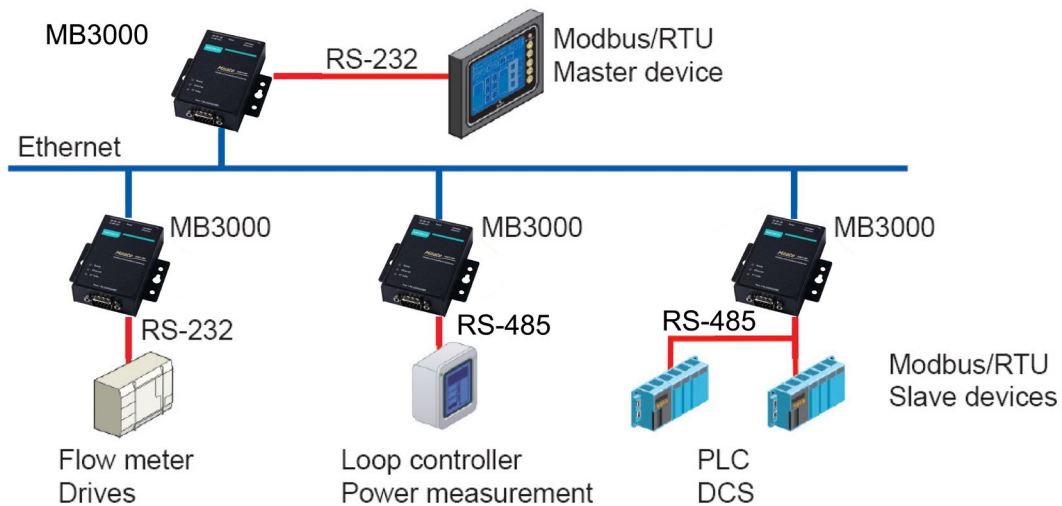 MB3000
RS-232
Modbus/RTU
Master device
Ethernet
MB3000
MB3000
MB3000
RS-232
RS-485
RS-485
Modbus/RTU
Slave devices
Flow meter
Drives
Loop controller
Power measurement
PLC
DCS